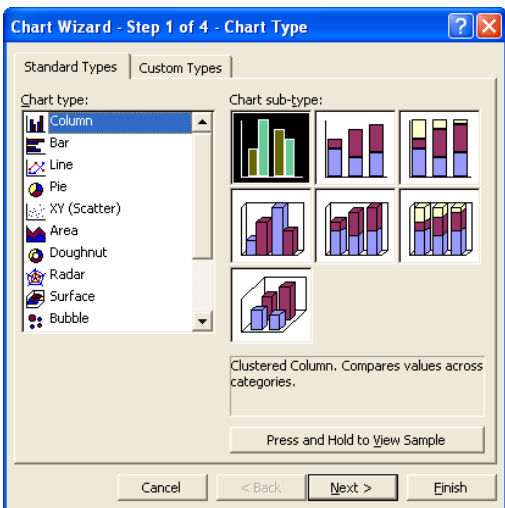 Chart Wizard - Step 1 of 4 - Chart Type
Standard Types
Custom Types
Chart type:
Column
Bar
Line
Pie
XY (Scatter)
Area
Doughnut
Radar
Surface
Bubble
Chart sub-type:
Clustered Column. Compares values across
categories.
Press and Hold to View Sample
Cancel
< Back
Next >
Finish